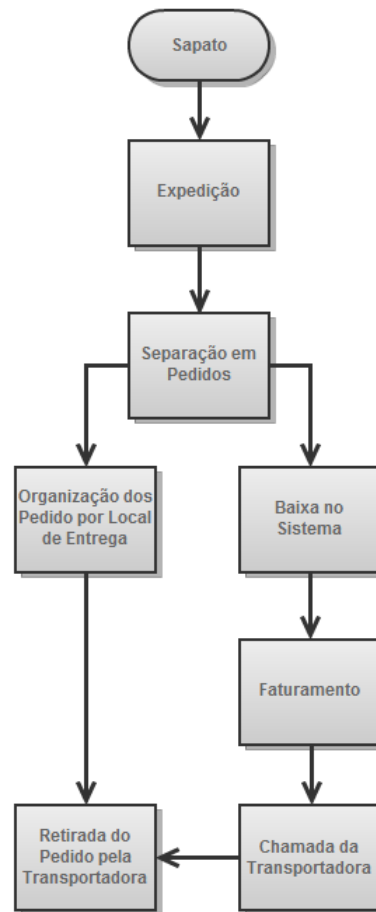 Sapato
Expedição
Separação em
Pedidos
Organização dos
Pedido por Local
de Entrega
Baixa no
Sistema
Faturamento
Retirada do
Pedido pela
Transportadora
Chamada da
Transportadora